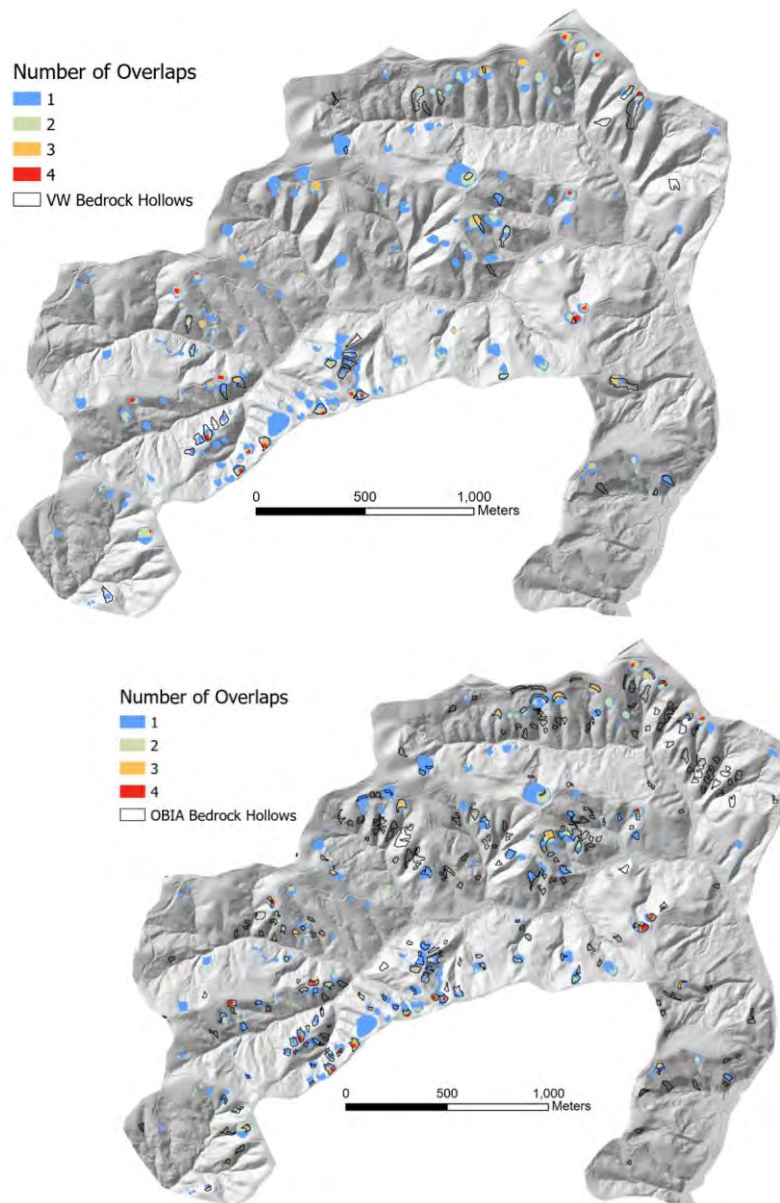 Number of Overlaps
1
2
3
4
VW Bedrock Hollows
0 500 1,000
Meters
Number of Overlaps
1
2
3
4
OBIA Bedrock Hollows
0 500 1,000
Meters